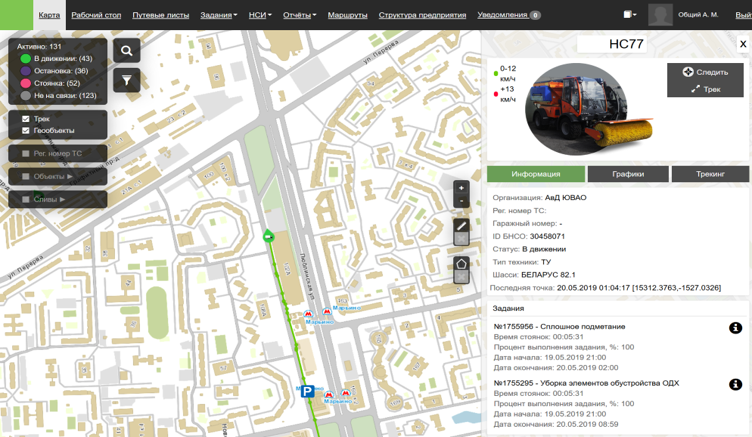 Карта Рабочий стол Путевые листы Задания НСИ Отчёты Маршруты Структура предприятия Уведомления 0 Общий А. М.
Активно: 131
В движении: (43)
Остановка: (36)
Стоянка: (52)
Не на связи: (123)
Трек
Геообъекты
Рег. номер ТС
Объекты ▶
Сливы ▶
ул. Перерва
ул. Перерва
Люблинская ул.
Марьино
Марьино
+
-
P
НС77
X
0-12 км/ч
+13 км/ч
Следить
Трек
Информация Графики Трекинг
Организация: АвД ЮВАО
Рег. номер ТС:
Гаражный номер: -
ID БНСО: 30458071
Статус: В движении
Тип техники: ТУ
Шасси: БЕЛАРУС 82.1
Последняя точка: 20.05.2019 01:04:17 [15312.3763,-1527.0326]
Задания
№1755956 - Сплошное подметание
Время стоянок: 00:05:31
Процент выполнения задания, %: 100
Дата начала: 19.05.2019 21:00
Дата окончания: 20.05.2019 02:00
№1755295 - Уборка элементов обустройства ОДХ
Время стоянок: 00:05:31
Процент выполнения задания, %: 100
Дата начала: 19.05.2019 21:00
Дата окончания: 20.05.2019 08:59